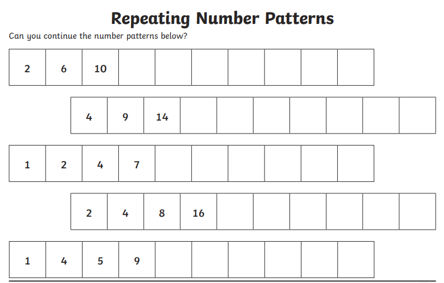 Repeating Number Patterns
Can you continue the number patterns below?
2 6 10
4 9 14
1 2 4 7
2 4 8 16
1 4 5 9